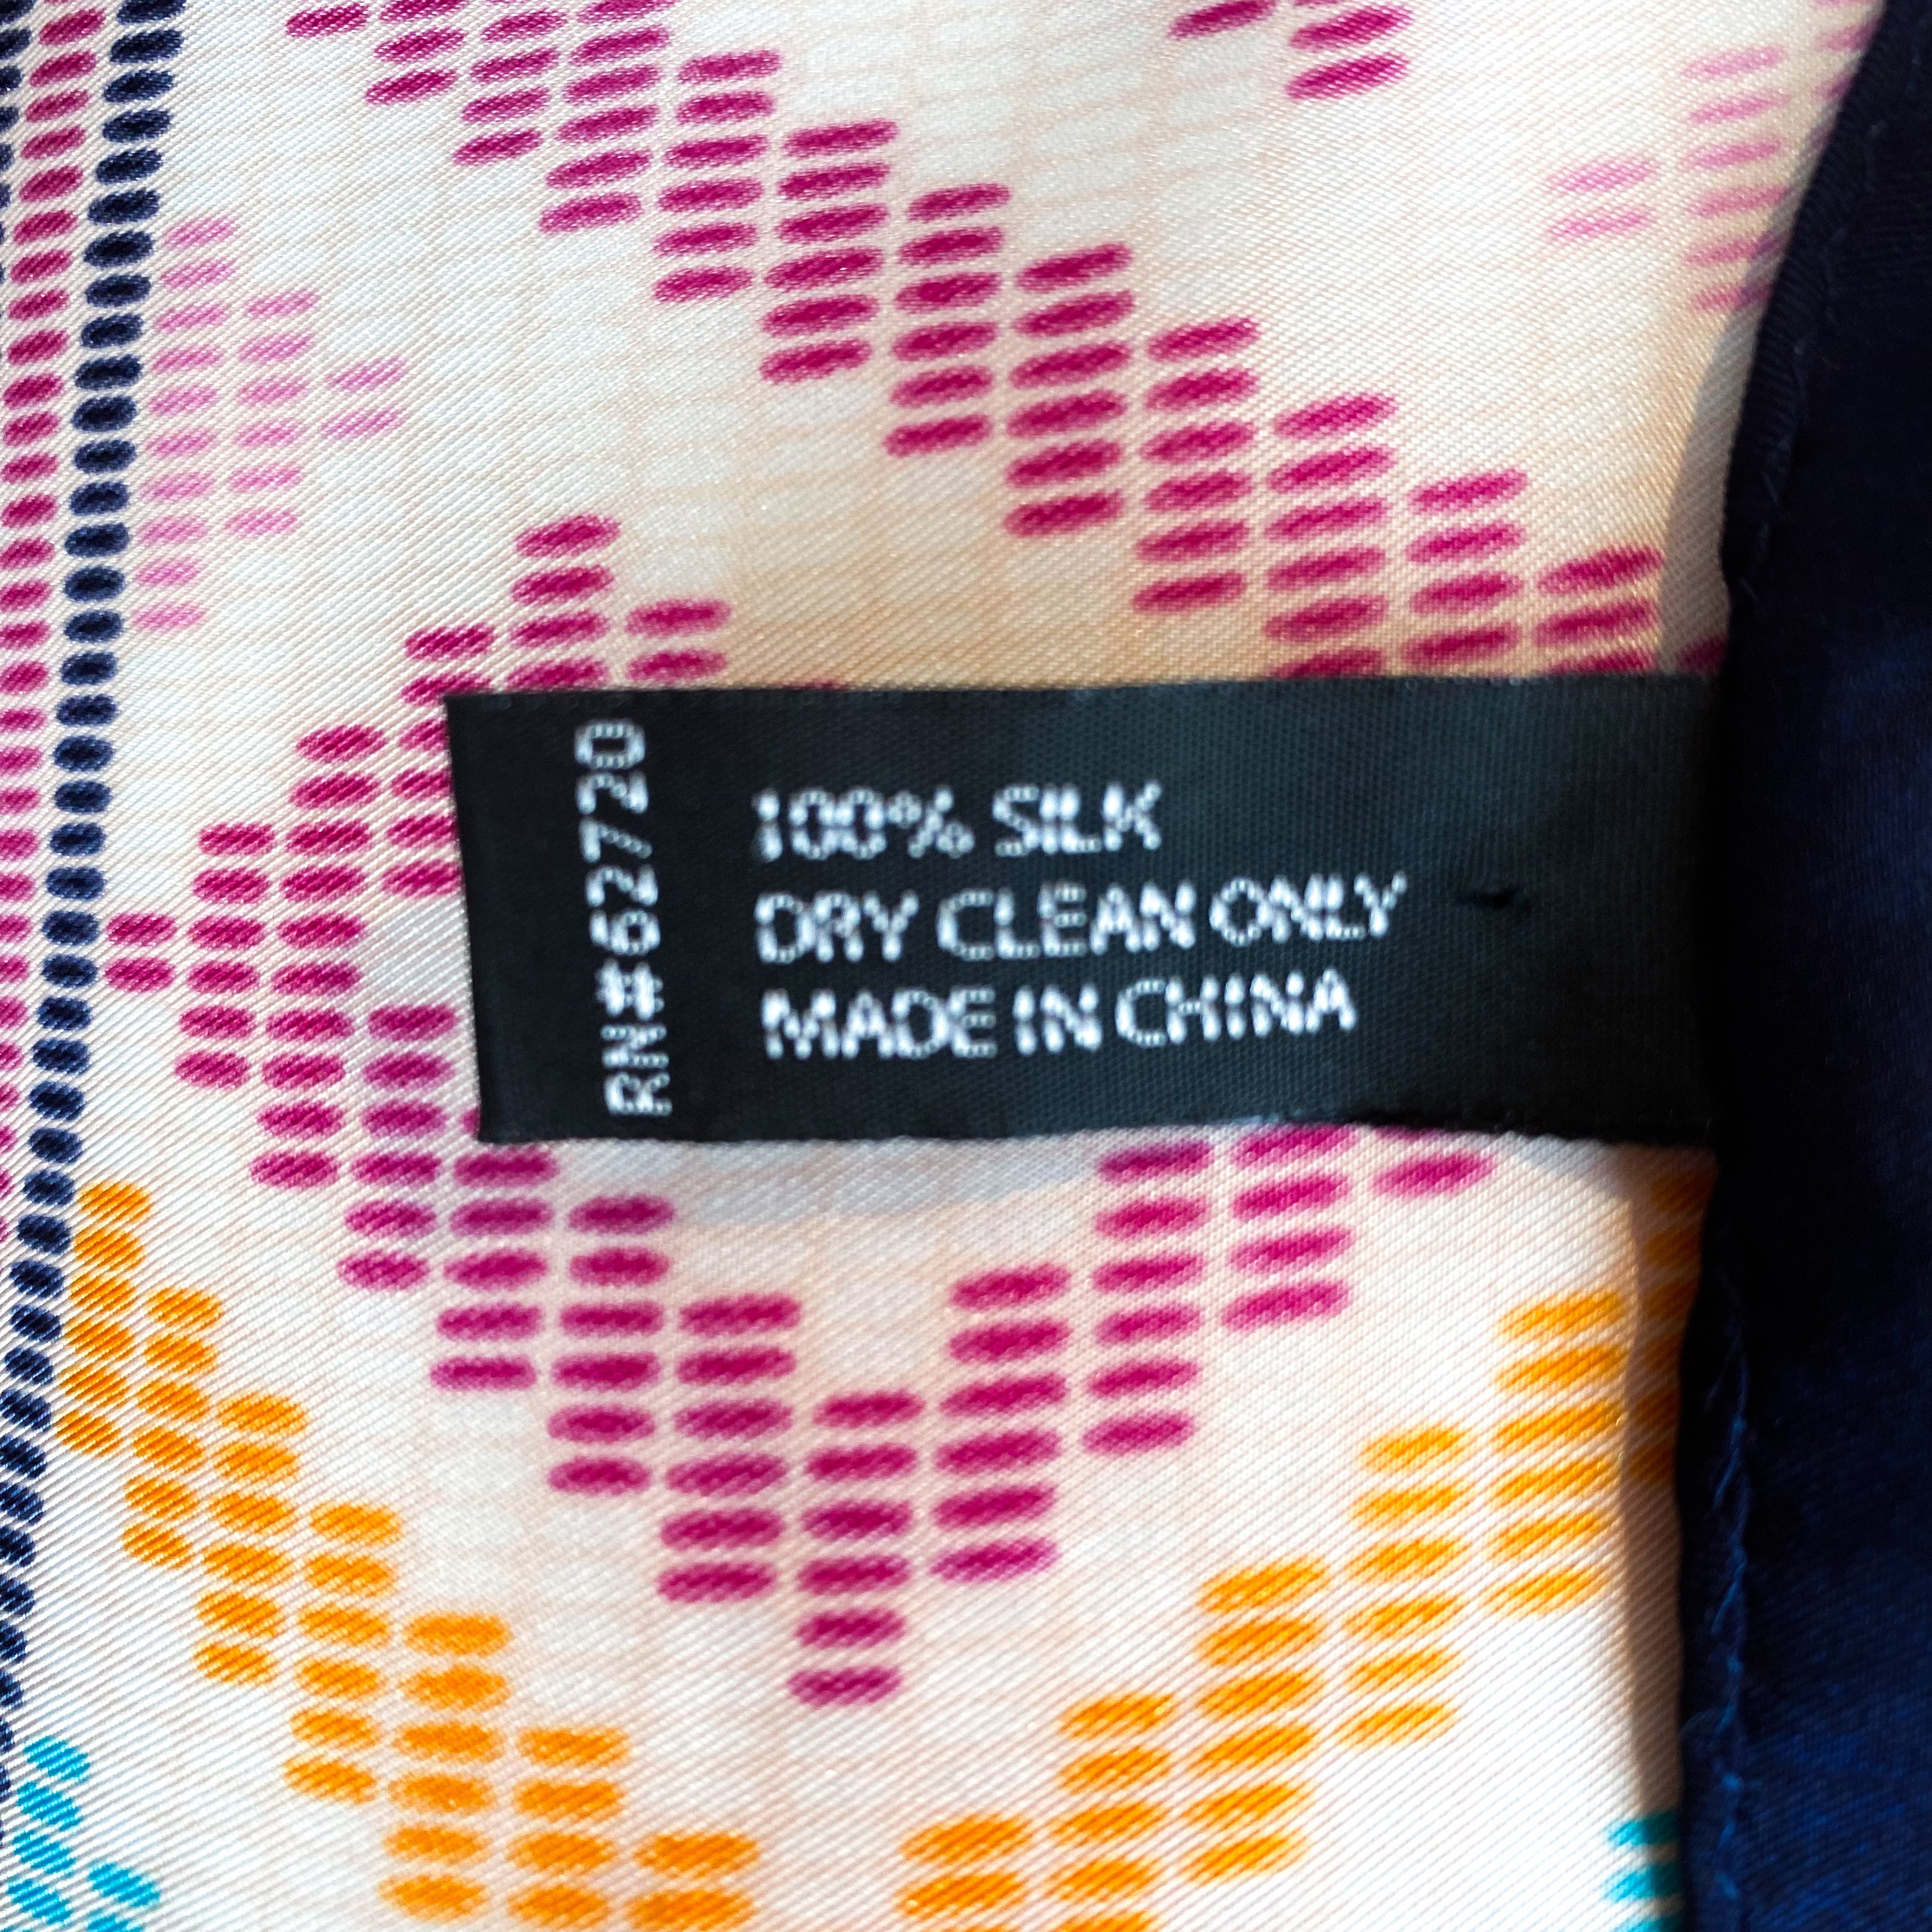 RN#62720
100% SILK
DRY CLEAN ONLY
MADE IN CHINA